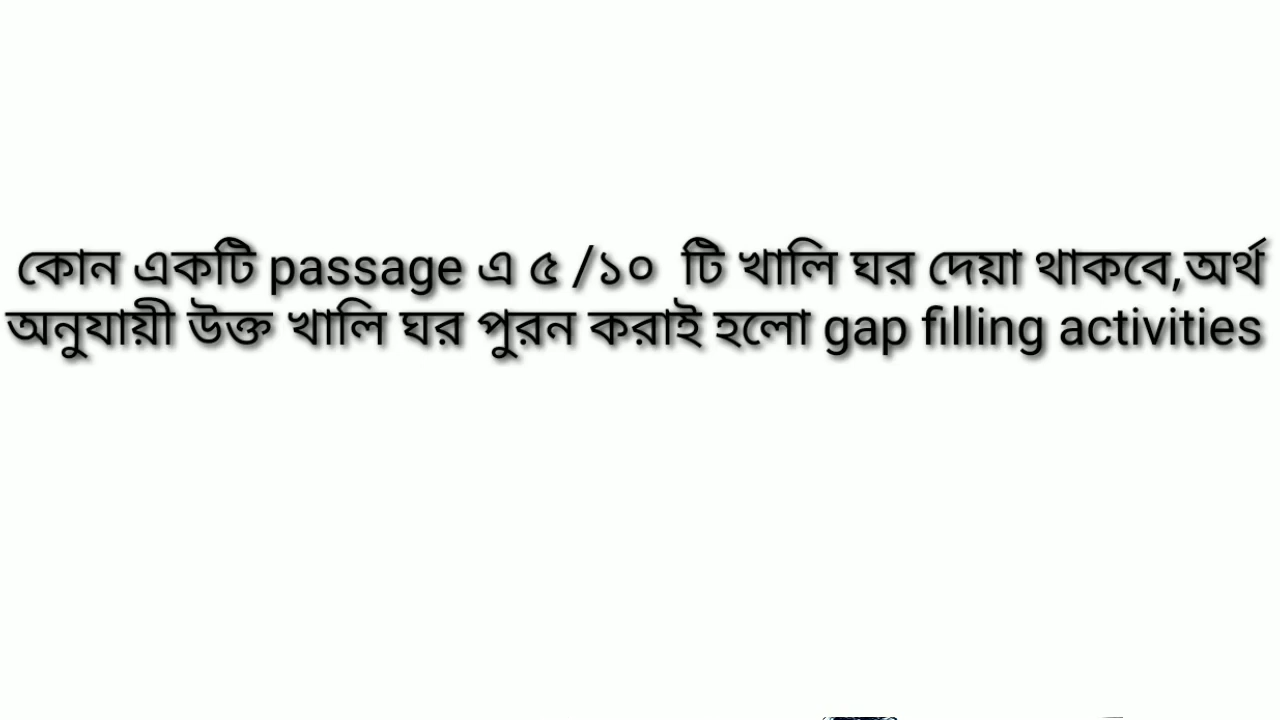 কোন একটি passage এ ৫ /১০ টি খালি ঘর দেয়া থাকবে,অর্থ
অনুযায়ী উক্ত খালি ঘর পুরন করাই হলো gap filling activities